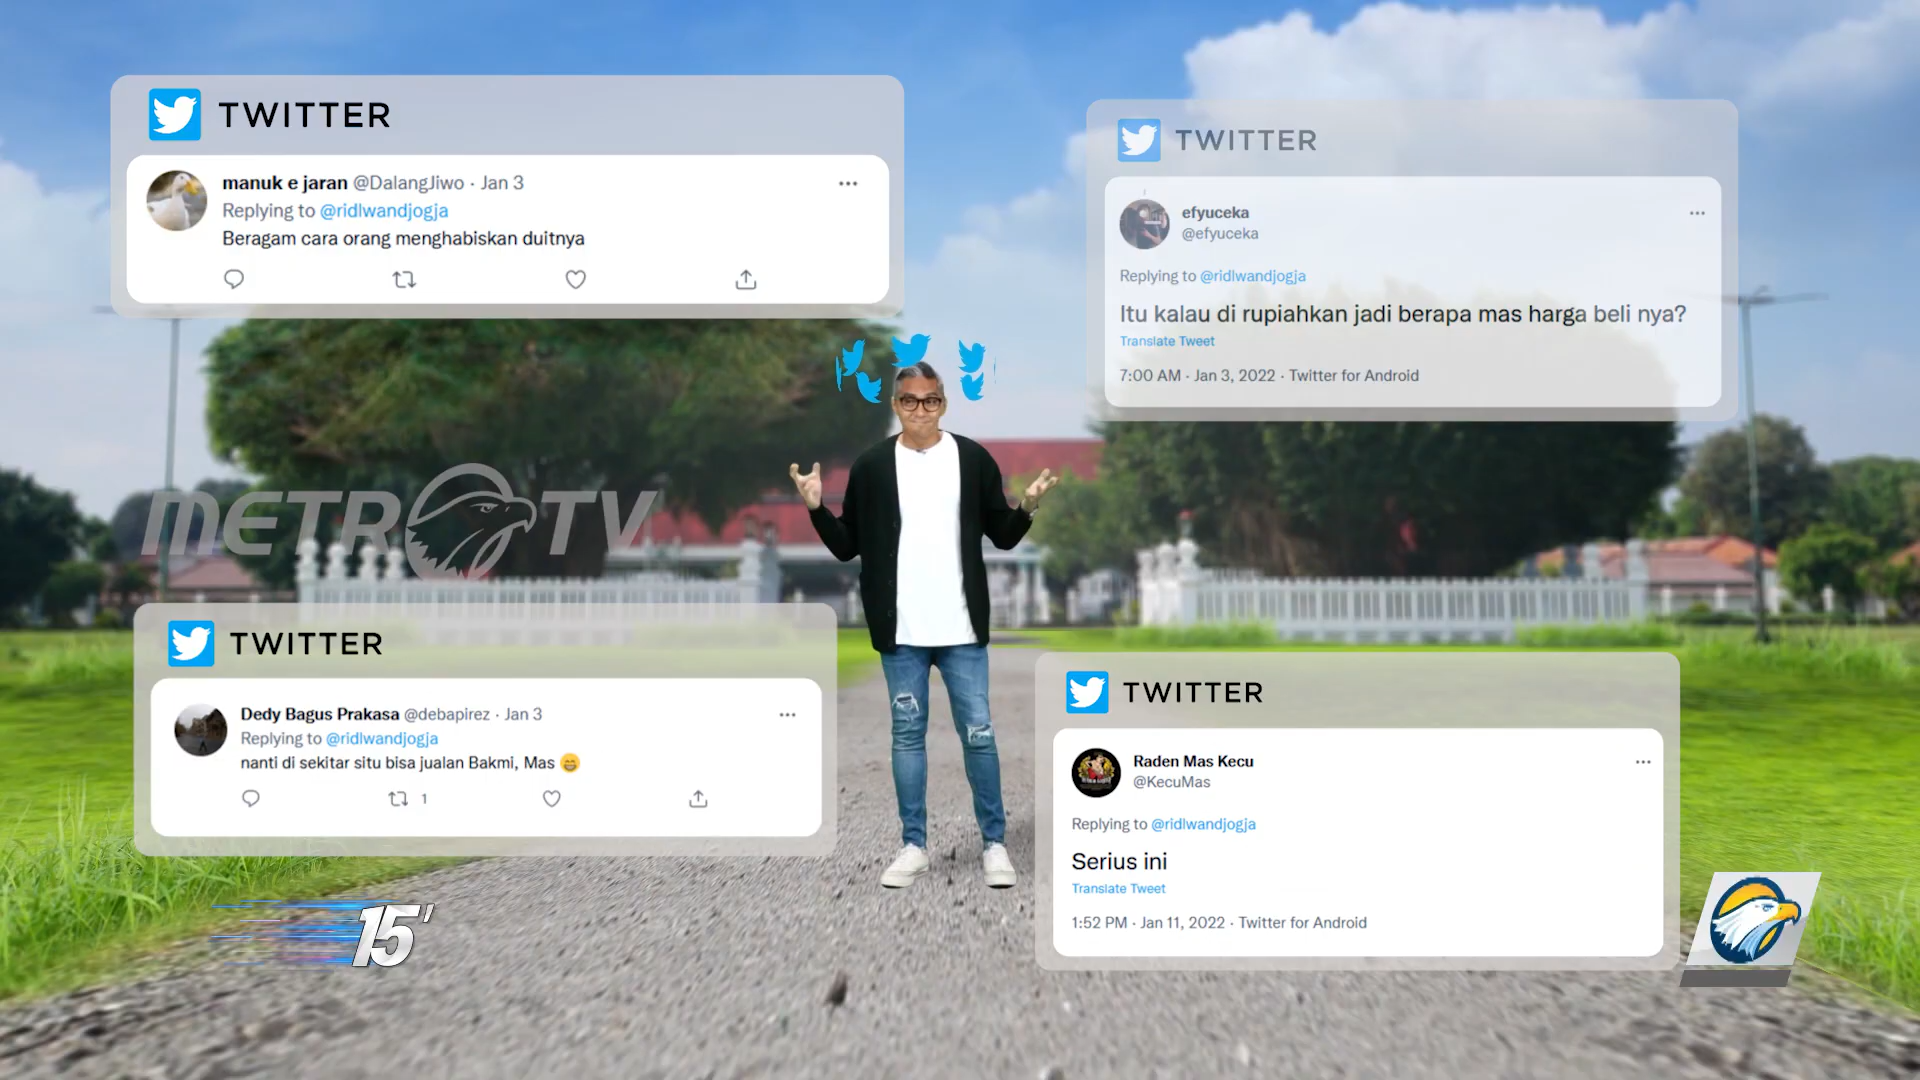 TWITTER
manuk e jaran @DalangJiwo · Jan 3
Replying to @ridlwandjogja
Beragam cara orang menghabiskan duitnya
TWITTER
efyuceka
@efyuceka
Replying to @ridlwandjogja
Itu kalau di rupiahkan jadi berapa mas harga beli nya?
Translate Tweet
7:00 AM · Jan 3, 2022 · Twitter for Android
METRO TV
TWITTER
Dedy Bagus Prakasa @debapirez · Jan 3
Replying to @ridlwandjogja
nanti di sekitar situ bisa jualan Bakmi, Mas 😁
1
TWITTER
Raden Mas Kecu
@KecuMas
Replying to @ridlwandjogja
Serius ini
Translate Tweet
1:52 PM · Jan 11, 2022 · Twitter for Android
15'